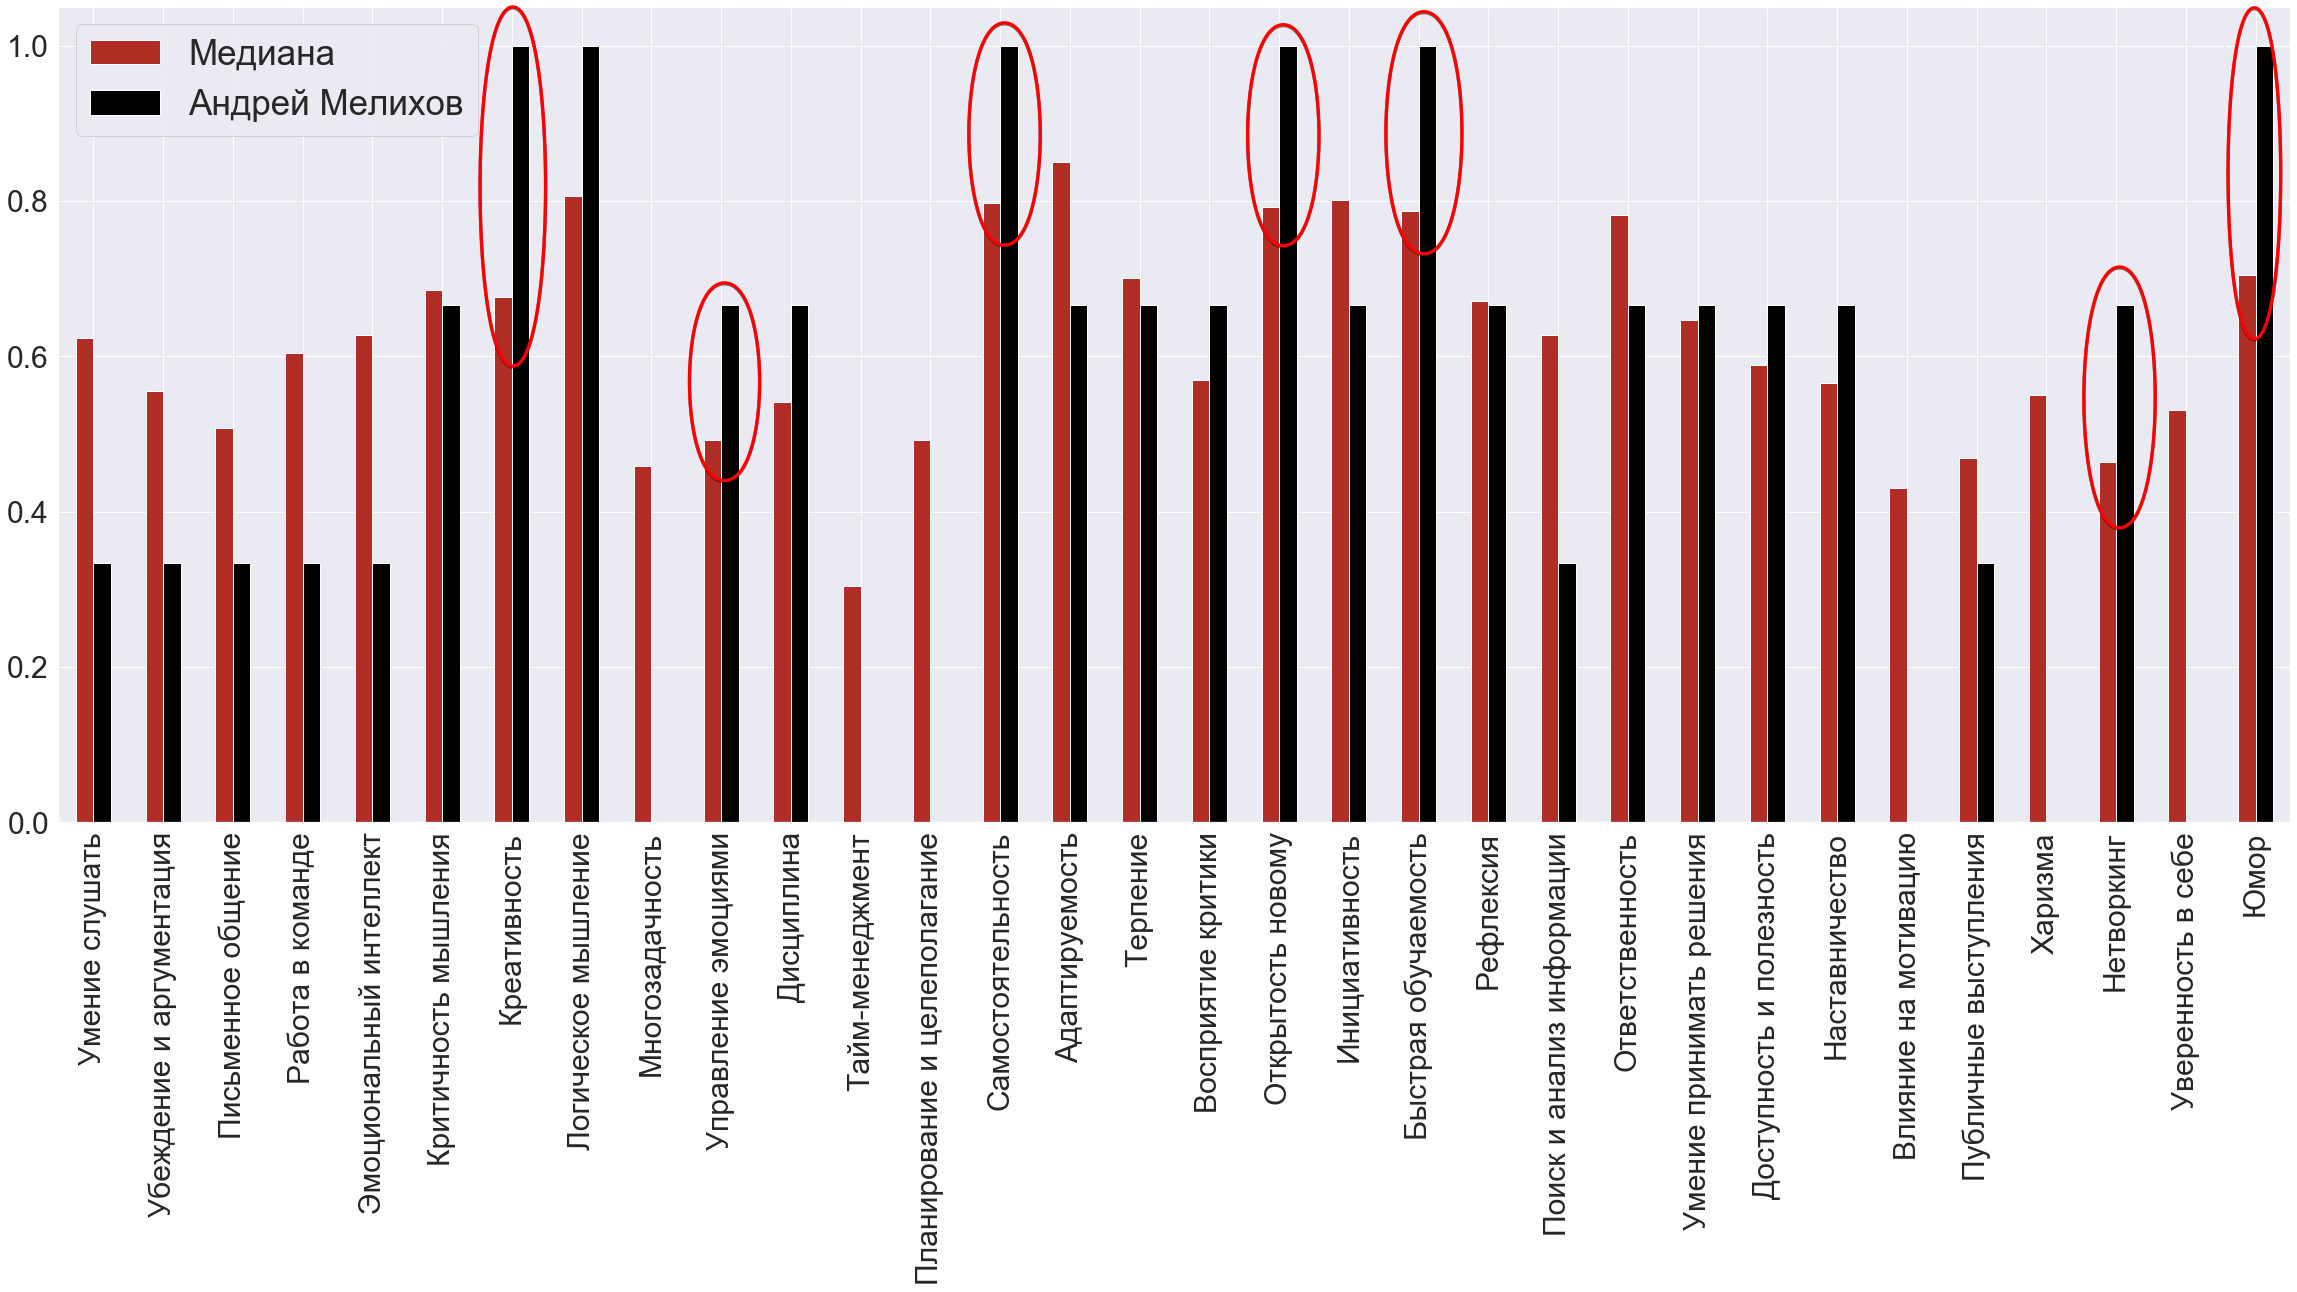 Медиана
Андрей Мелихов
1.0
0.8
0.6
0.4
0.2
0.0
Умение слушать
Убеждение и аргументация
Письменное общение
Работа в команде
Эмоциональный интеллект
Критичность мышления
Креативность
Логическое мышление
Многозадачность
Управление эмоциями
Дисциплина
Тайм-менеджмент
Планирование и целеполагание
Самостоятельность
Адаптируемость
Терпение
Восприятие критики
Открытость новому
Инициативность
Быстрая обучаемость
Рефлексия
Поиск и анализ информации
Ответственность
Умение принимать решения
Доступность и полезность
Наставничество
Влияние на мотивацию
Публичные выступления
Харизма
Нетворкинг
Уверенность в себе
Юмор